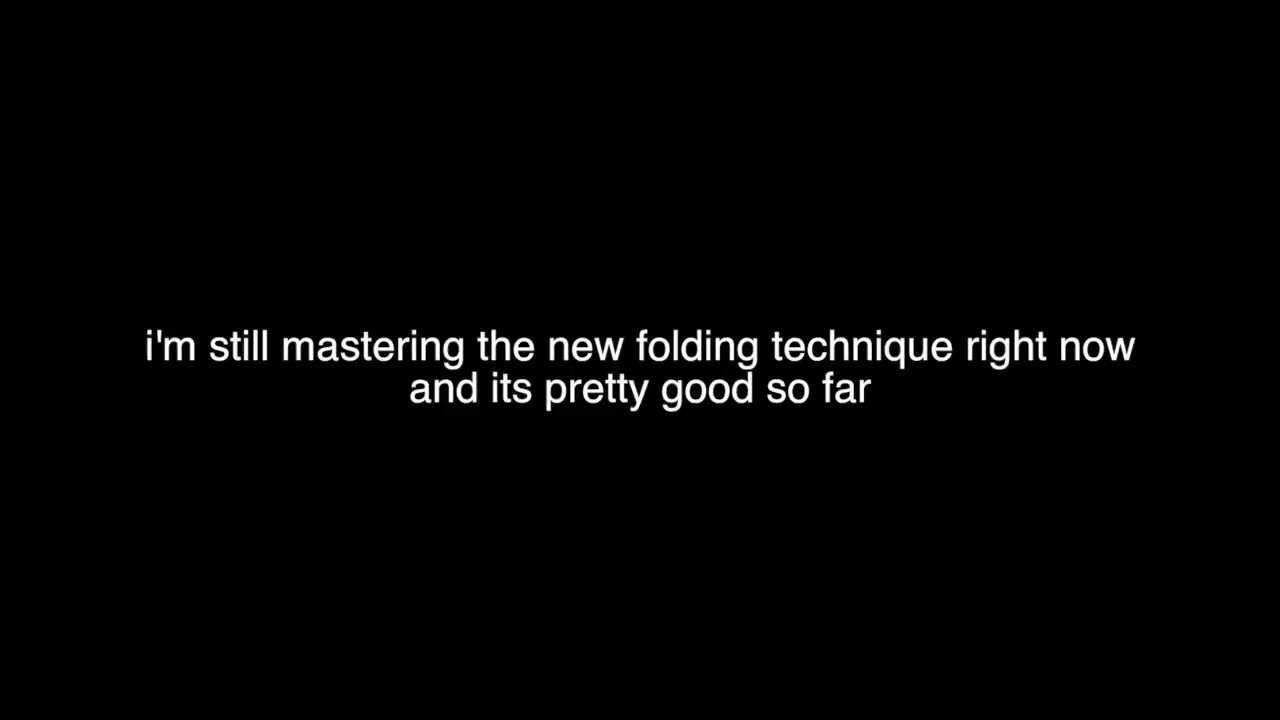 i'm still mastering the new folding technique right now
and its pretty good so far